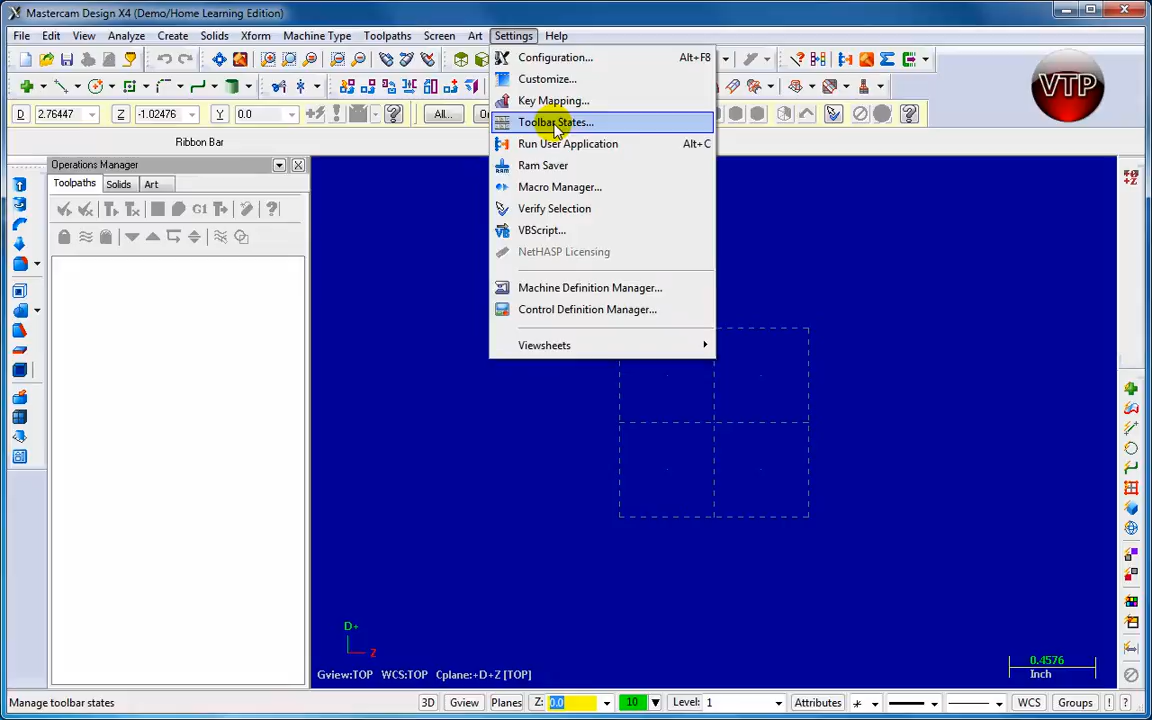 Mastercam Design X4 (Demo/Home Learning Edition)
File Edit View Analyze Create Solids Xform Machine Type Toolpaths Screen Art Settings Help
D 2.76447 Z -1.02476 Y 0.0 All...
Ribbon Bar
Operations Manager
Toolpaths Solids Art
G1
Configuration... Alt+F8
Customize...
Key Mapping...
Toolbar States...
Run User Application Alt+C
Ram Saver
Macro Manager...
Verify Selection
VBScript...
NetHASP Licensing
Machine Definition Manager...
Control Definition Manager...
Viewsheets
VTP
D+
Z
Gview:TOP WCS:TOP Cplane:+D+Z [TOP]
0.4576
Inch
Manage toolbar states
3D Gview Planes Z: 0.0 10 Level: 1 Attributes WCS Groups ! ?